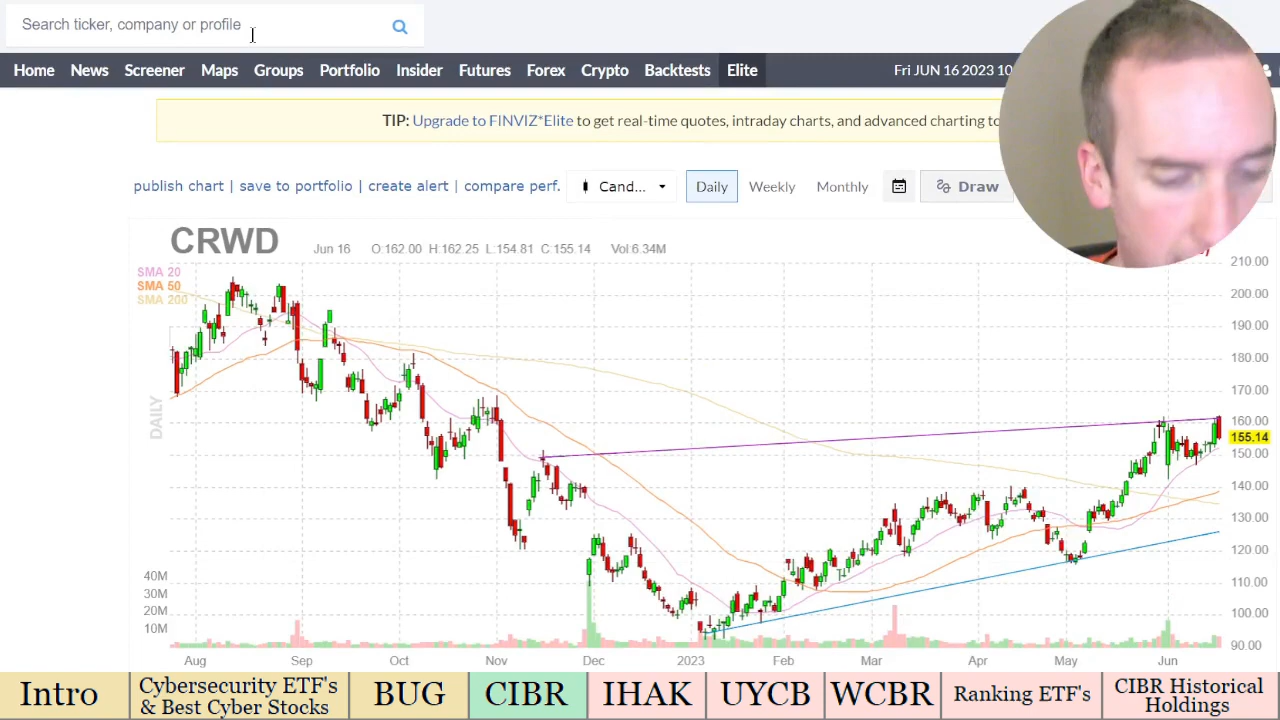 Search ticker, company or profile
Home News Screener Maps Groups Portfolio Insider Futures Forex Crypto Backtests Elite Fri JUN 16 2023 10
TIP: Upgrade to FINVIZ*Elite to get real-time quotes, intraday charts, and advanced charting to
publish chart | save to portfolio | create alert | compare perf. Cand... Daily Weekly Monthly Draw
CRWD Jun 16 O:162.00 H:162.25 L:154.81 C:155.14 Vol:6.34M
SMA 20
SMA 50
SMA 200
210.00
200.00
190.00
180.00
170.00
160.00
155.14
150.00
140.00
130.00
120.00
110.00
100.00
90.00
DAILY
40M
30M
20M
10M
Aug Sep Oct Nov Dec 2023 Feb Mar Apr May Jun
Intro
Cybersecurity ETF's
& Best Cyber Stocks
BUG
CIBR
IHAK
UYCB
WCBR
Ranking ETF's
CIBR Historical
Holdings